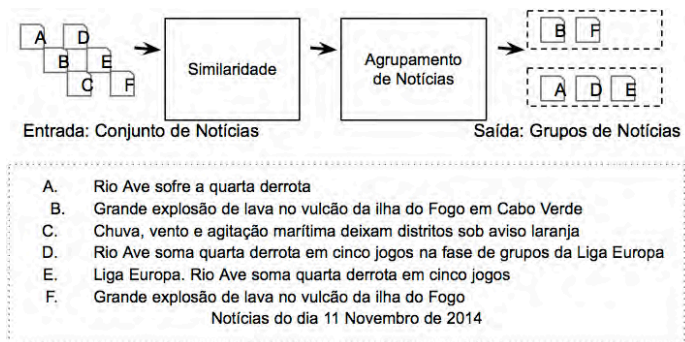 A D
B E
C F
Similaridade
Agrupamento
de Notícias
B F
A D E
Entrada: Conjunto de Notícias
Saída: Grupos de Notícias
A. Rio Ave sofre a quarta derrota
B. Grande explosão de lava no vulcão da ilha do Fogo em Cabo Verde
C. Chuva, vento e agitação marítima deixam distritos sob aviso laranja
D. Rio Ave soma quarta derrota em cinco jogos na fase de grupos da Liga Europa
E. Liga Europa. Rio Ave soma quarta derrota em cinco jogos
F. Grande explosão de lava no vulcão da ilha do Fogo
Notícias do dia 11 Novembro de 2014